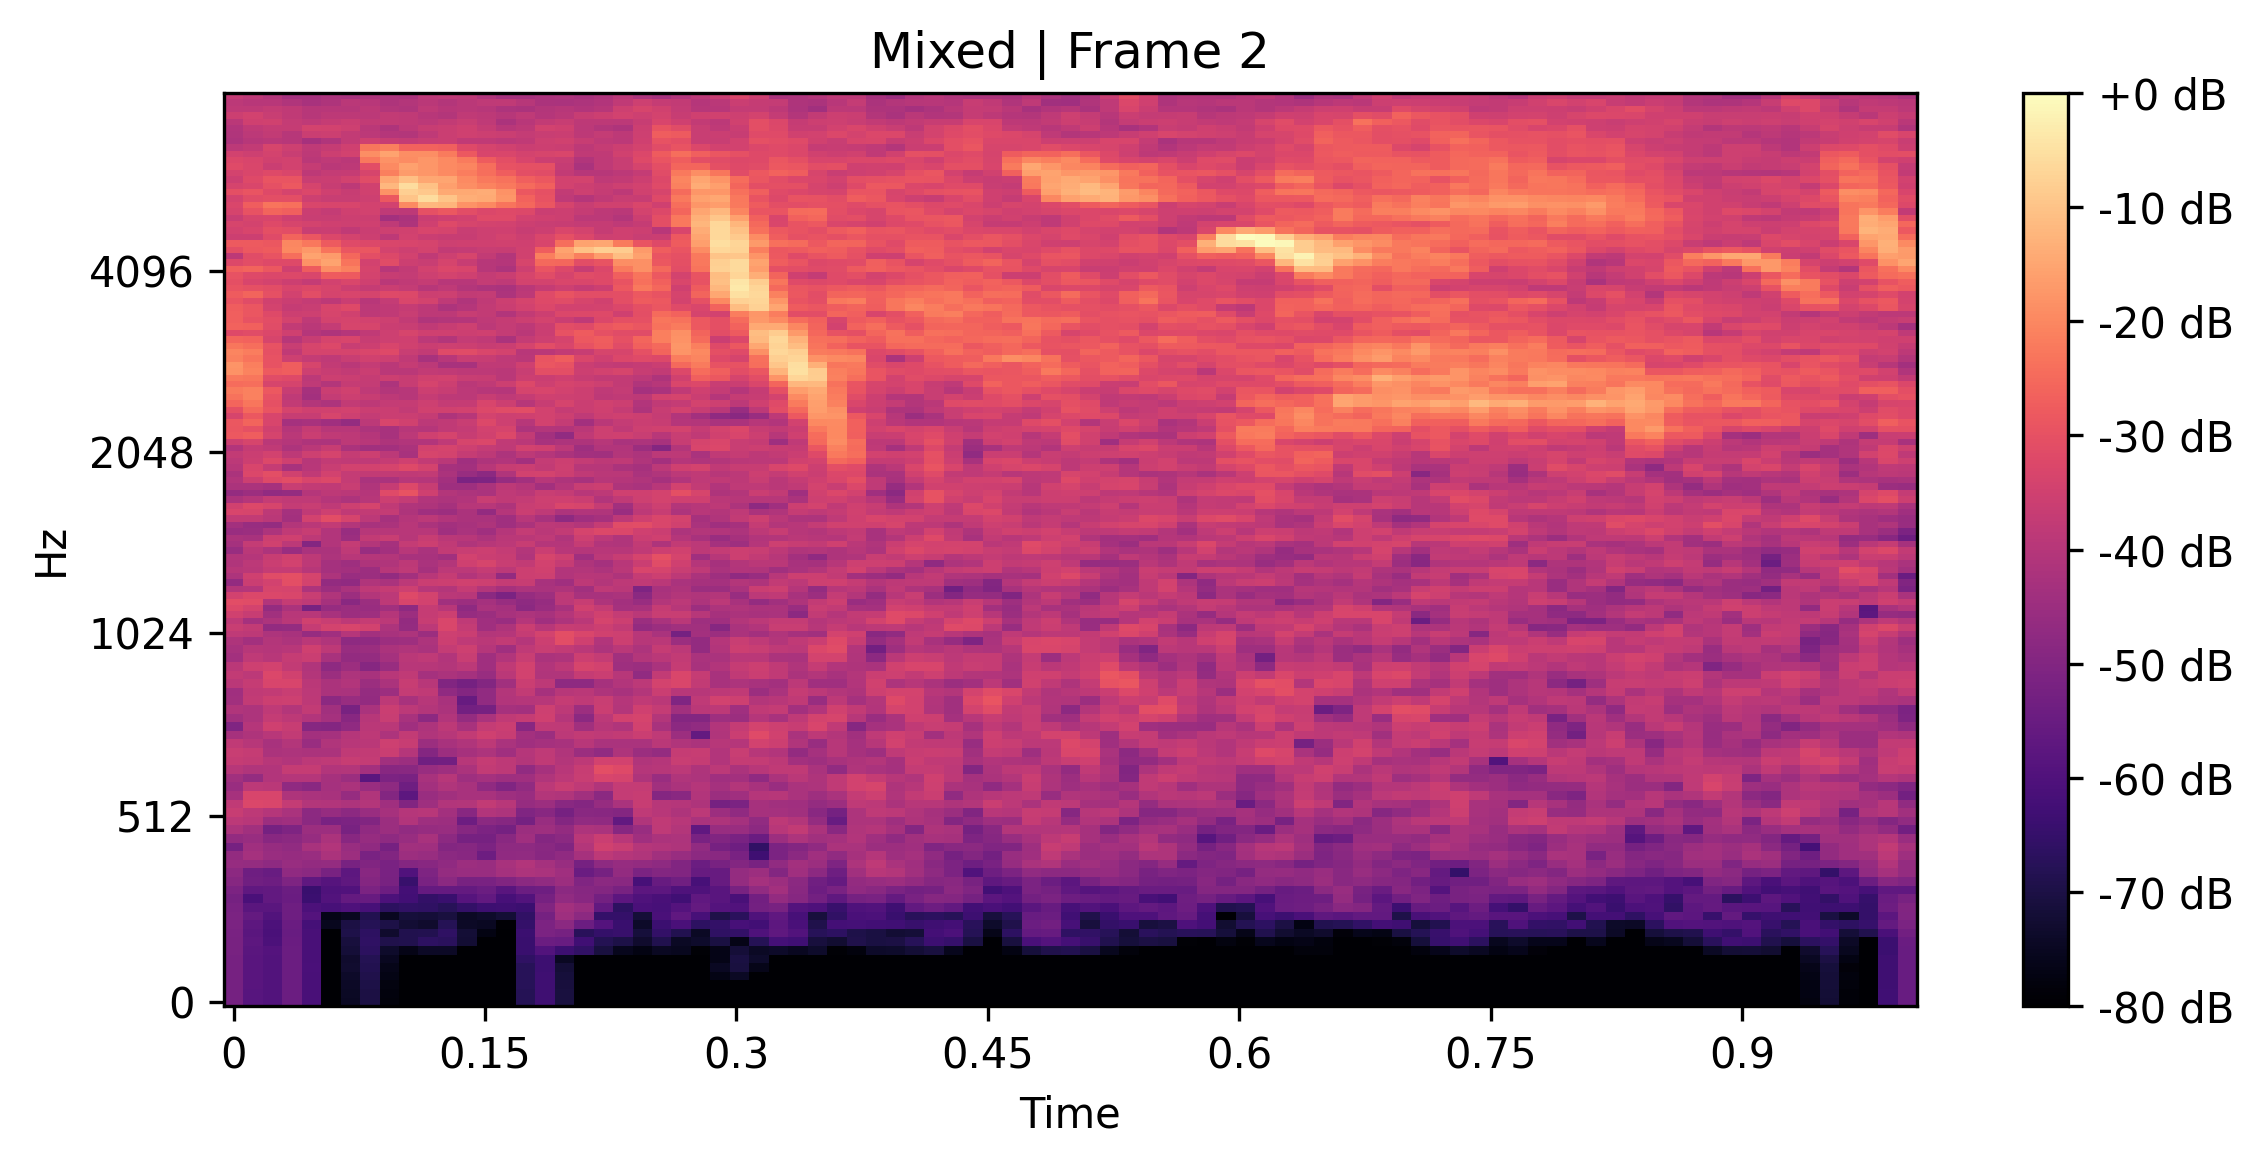 Mixed | Frame 2
Hz
4096
2048
1024
512
0
0 0.15 0.3 0.45 0.6 0.75 0.9
Time
+0 dB
-10 dB
-20 dB
-30 dB
-40 dB
-50 dB
-60 dB
-70 dB
-80 dB